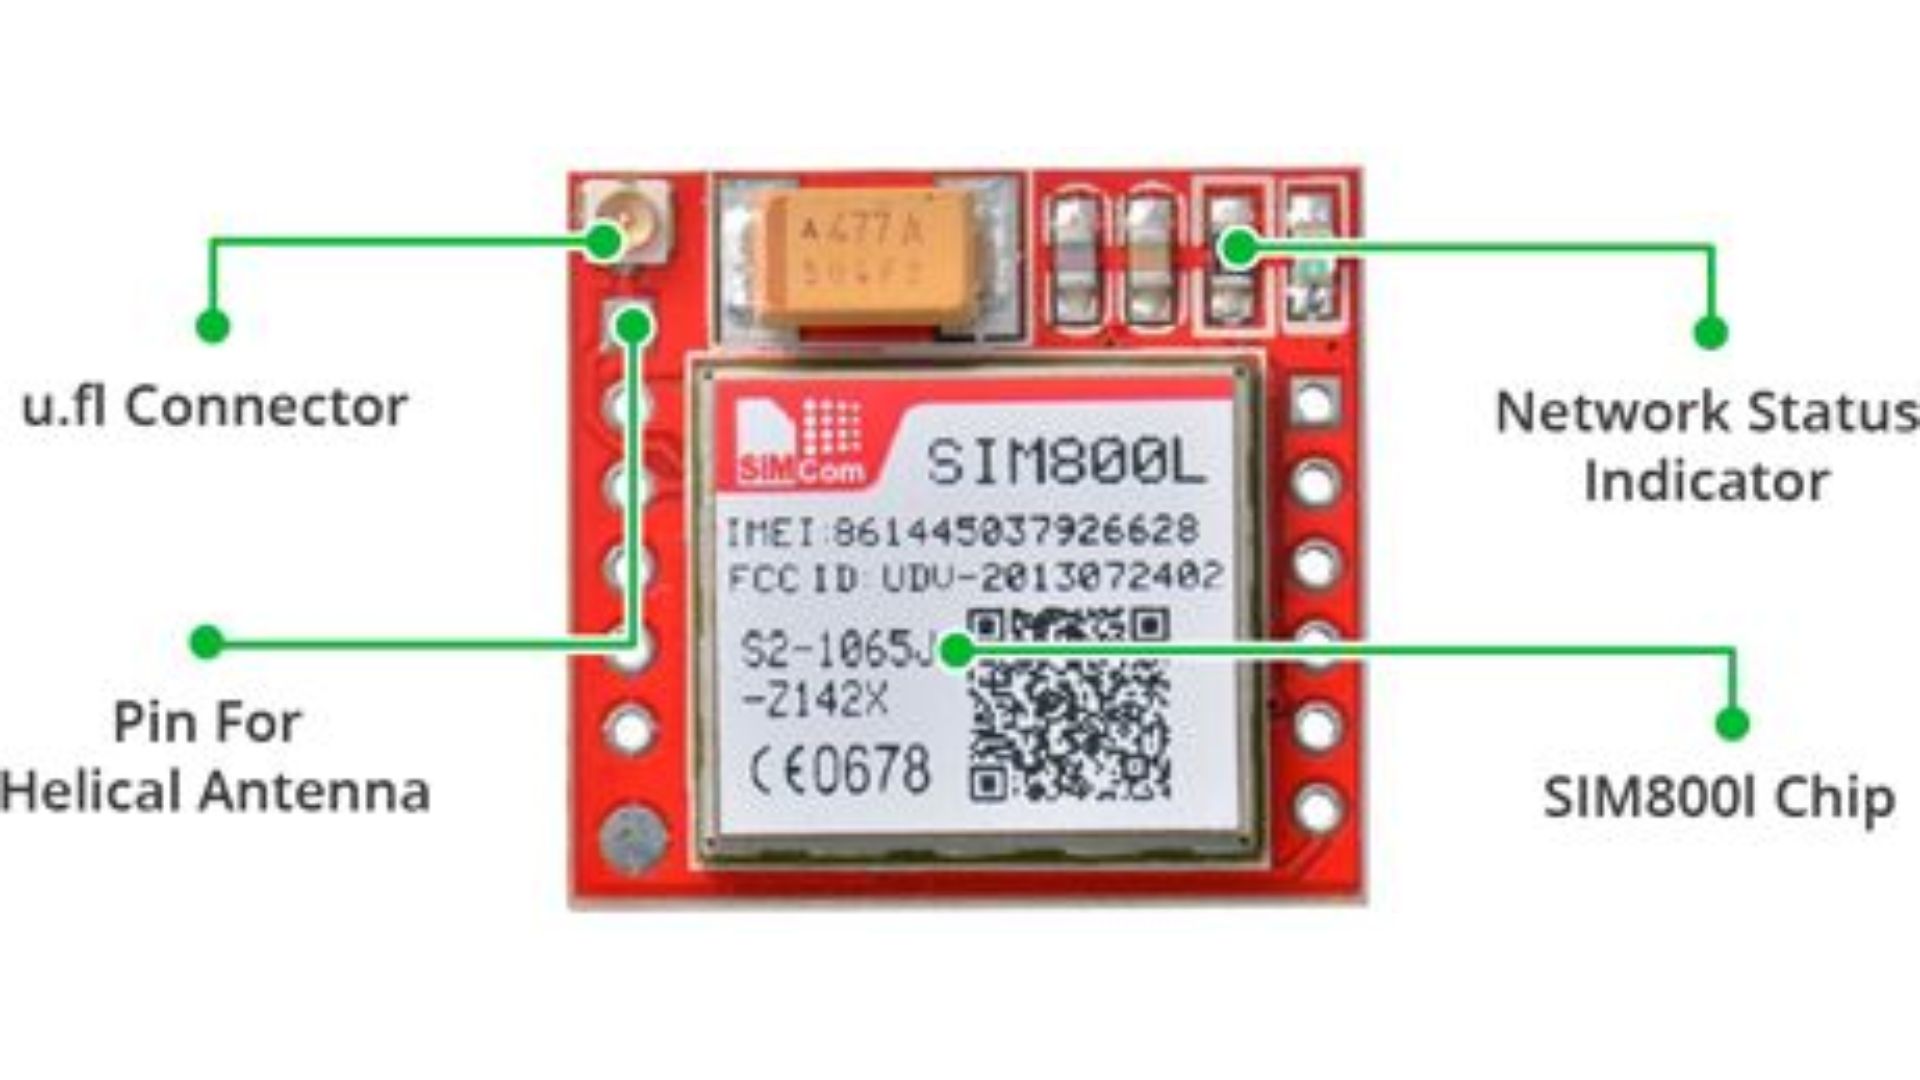 A477A
u.fl Connector
Network Status
Indicator
SIMCom
SIM800L
IMEI:861445037926628
FCC ID: UDV-2013072402
S2-1065J
-Z142X
CE0678
Pin For
Helical Antenna
SIM800l Chip